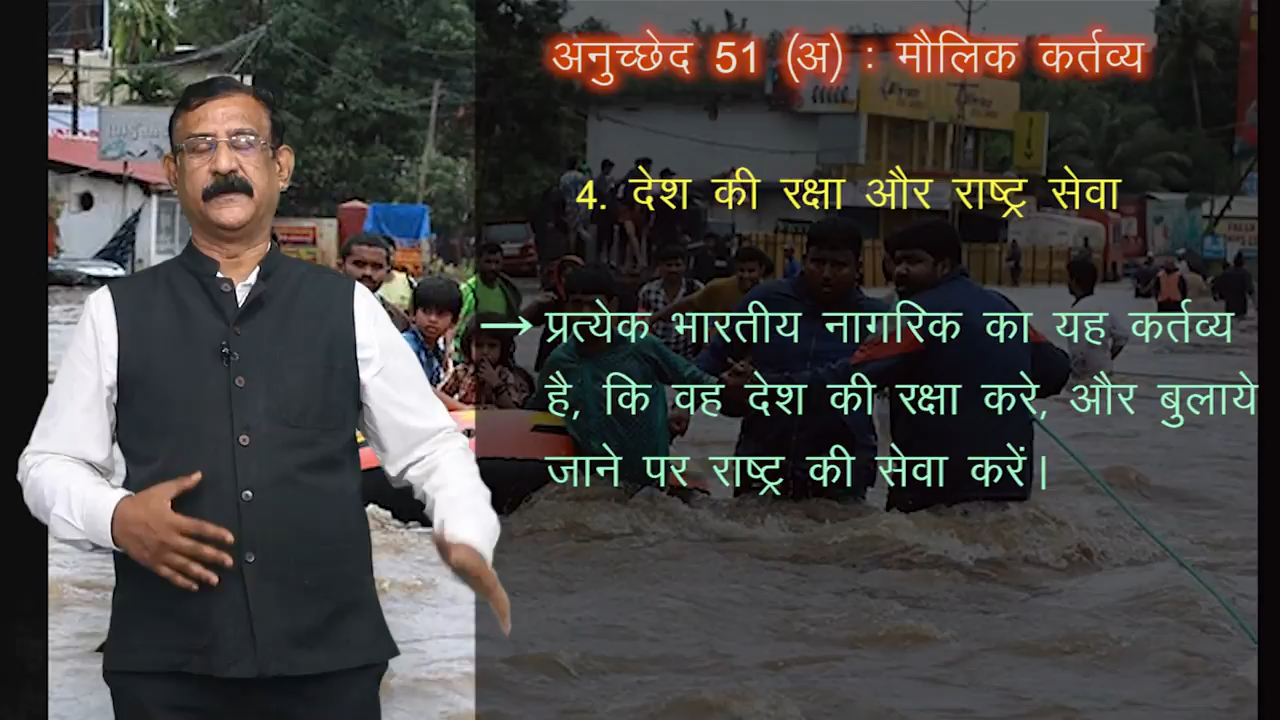 अनुच्छेद 51 (अ) : मौलिक कर्तव्य
4. देश की रक्षा और राष्ट्र सेवा
→ प्रत्येक भारतीय नागरिक का यह कर्तव्य
है, कि वह देश की रक्षा करे, और बुलाये
जाने पर राष्ट्र की सेवा करें।